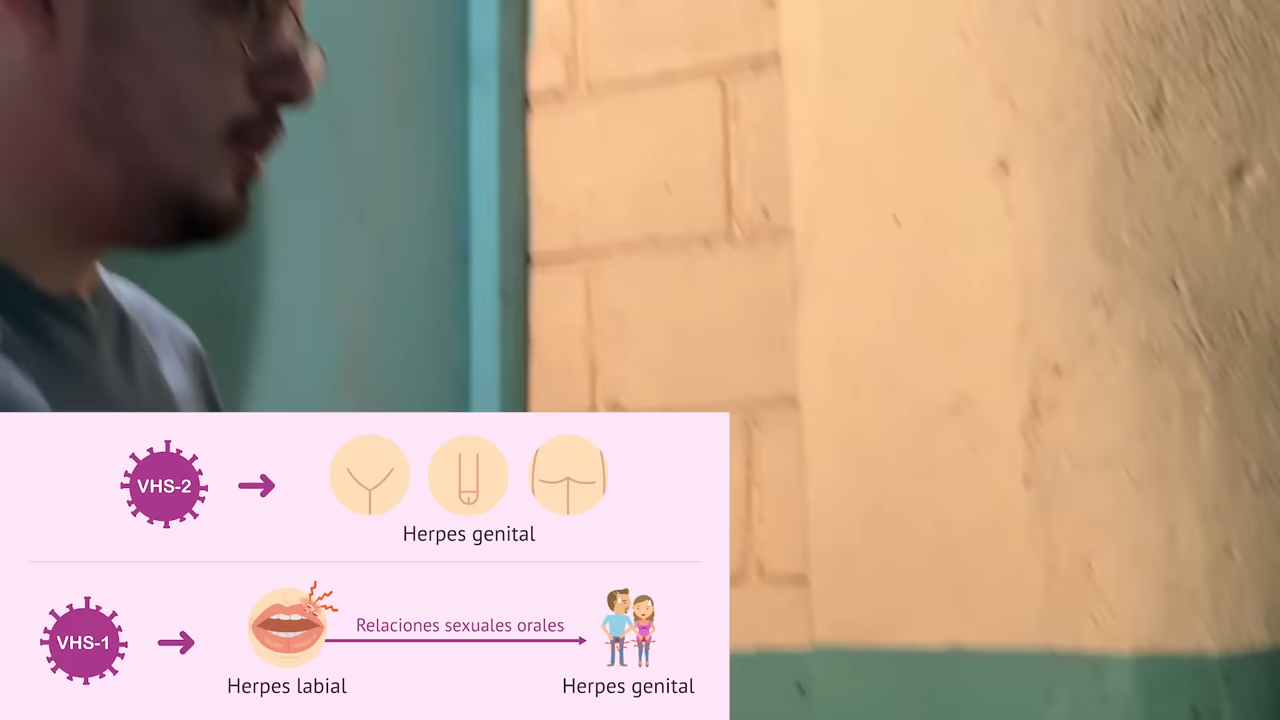 VHS-2
Herpes genital
VHS-1
Relaciones sexuales orales
Herpes labial
Herpes genital